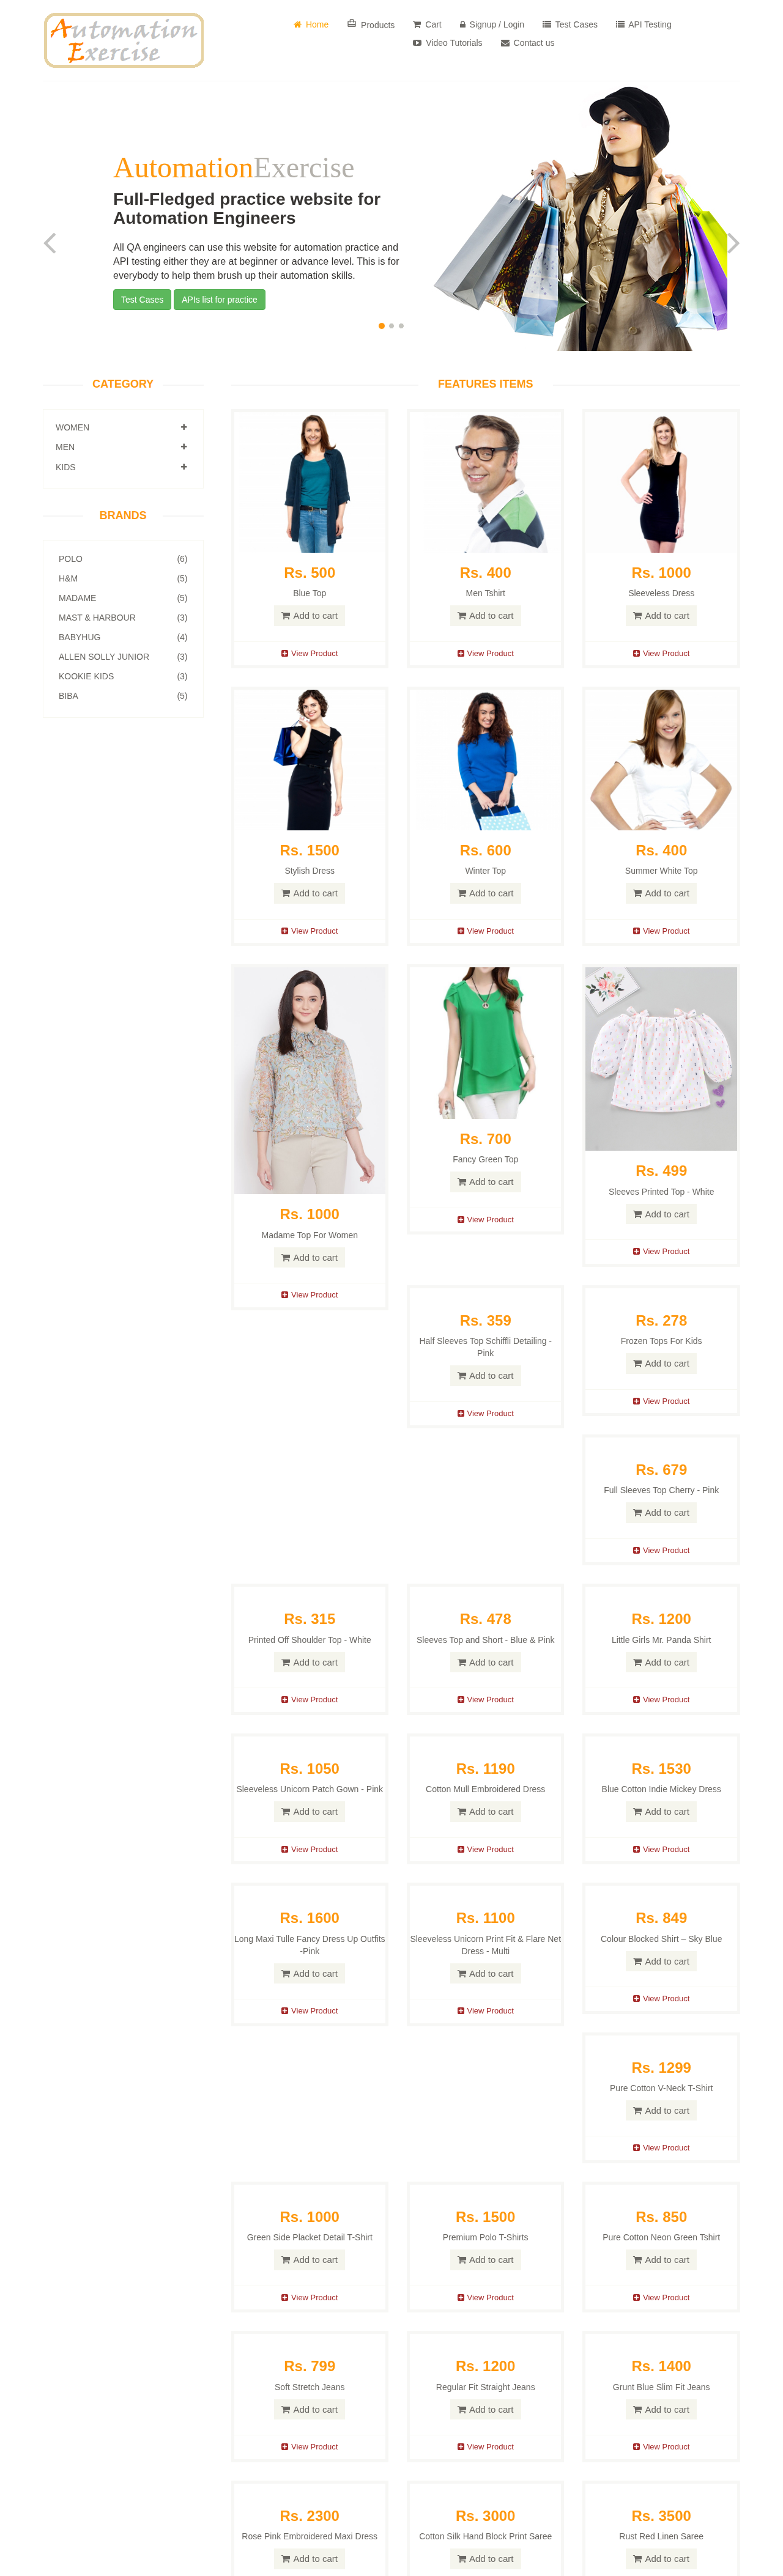 Automation
Exercise
Home
Products
Cart
Signup / Login
Test Cases
API Testing
Video Tutorials
Contact us
AutomationExercise
Full-Fledged practice website for
Automation Engineers
All QA engineers can use this website for automation practice and
API testing either they are at beginner or advance level. This is for
everybody to help them brush up their automation skills.
Test Cases
APIs list for practice
CATEGORY
WOMEN
MEN
KIDS
BRANDS
POLO (6)
H&M (5)
MADAME (5)
MAST & HARBOUR (3)
BABYHUG (4)
ALLEN SOLLY JUNIOR (3)
KOOKIE KIDS (3)
BIBA (5)
FEATURES ITEMS
Rs. 500
Blue Top
Add to cart
View Product
Rs. 400
Men Tshirt
Add to cart
View Product
Rs. 1000
Sleeveless Dress
Add to cart
View Product
Rs. 1500
Stylish Dress
Add to cart
View Product
Rs. 600
Winter Top
Add to cart
View Product
Rs. 400
Summer White Top
Add to cart
View Product
Rs. 1000
Madame Top For Women
Add to cart
View Product
Rs. 700
Fancy Green Top
Add to cart
View Product
Rs. 499
Sleeves Printed Top - White
Add to cart
View Product
Rs. 359
Half Sleeves Top Schiffli Detailing -
Pink
Add to cart
View Product
Rs. 278
Frozen Tops For Kids
Add to cart
View Product
Rs. 679
Full Sleeves Top Cherry - Pink
Add to cart
View Product
Rs. 315
Printed Off Shoulder Top - White
Add to cart
View Product
Rs. 478
Sleeves Top and Short - Blue & Pink
Add to cart
View Product
Rs. 1200
Little Girls Mr. Panda Shirt
Add to cart
View Product
Rs. 1050
Sleeveless Unicorn Patch Gown - Pink
Add to cart
View Product
Rs. 1190
Cotton Mull Embroidered Dress
Add to cart
View Product
Rs. 1530
Blue Cotton Indie Mickey Dress
Add to cart
View Product
Rs. 1600
Long Maxi Tulle Fancy Dress Up Outfits
-Pink
Add to cart
View Product
Rs. 1100
Sleeveless Unicorn Print Fit & Flare Net
Dress - Multi
Add to cart
View Product
Rs. 849
Colour Blocked Shirt – Sky Blue
Add to cart
View Product
Rs. 1299
Pure Cotton V-Neck T-Shirt
Add to cart
View Product
Rs. 1000
Green Side Placket Detail T-Shirt
Add to cart
View Product
Rs. 1500
Premium Polo T-Shirts
Add to cart
View Product
Rs. 850
Pure Cotton Neon Green Tshirt
Add to cart
View Product
Rs. 799
Soft Stretch Jeans
Add to cart
View Product
Rs. 1200
Regular Fit Straight Jeans
Add to cart
View Product
Rs. 1400
Grunt Blue Slim Fit Jeans
Add to cart
View Product
Rs. 2300
Rose Pink Embroidered Maxi Dress
Add to cart
Rs. 3000
Cotton Silk Hand Block Print Saree
Add to cart
Rs. 3500
Rust Red Linen Saree
Add to cart